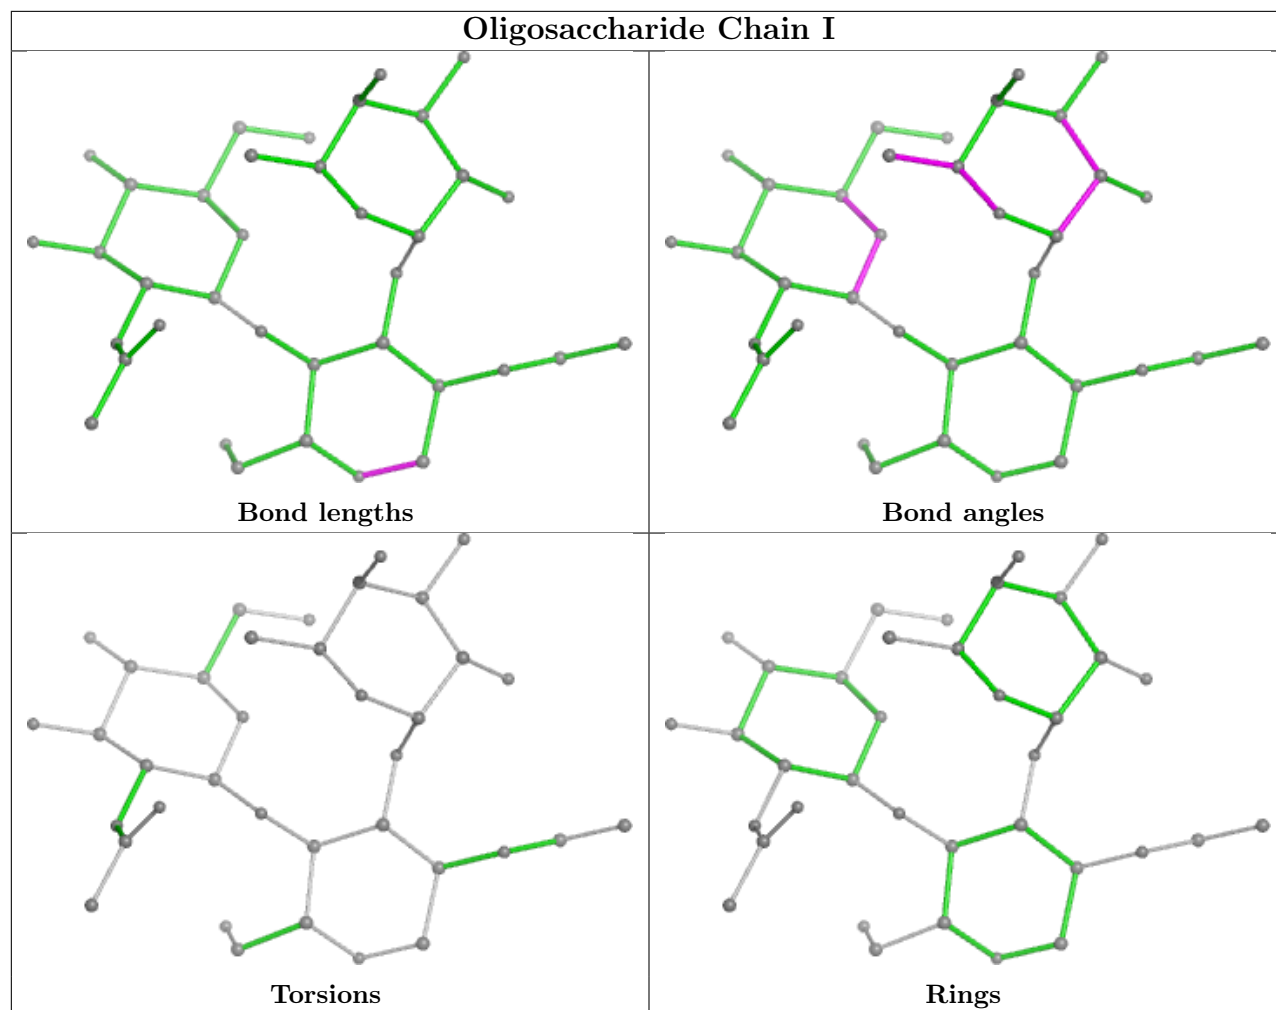 Oligosaccharide Chain I
Bond lengths
Bond angles
Torsions
Rings